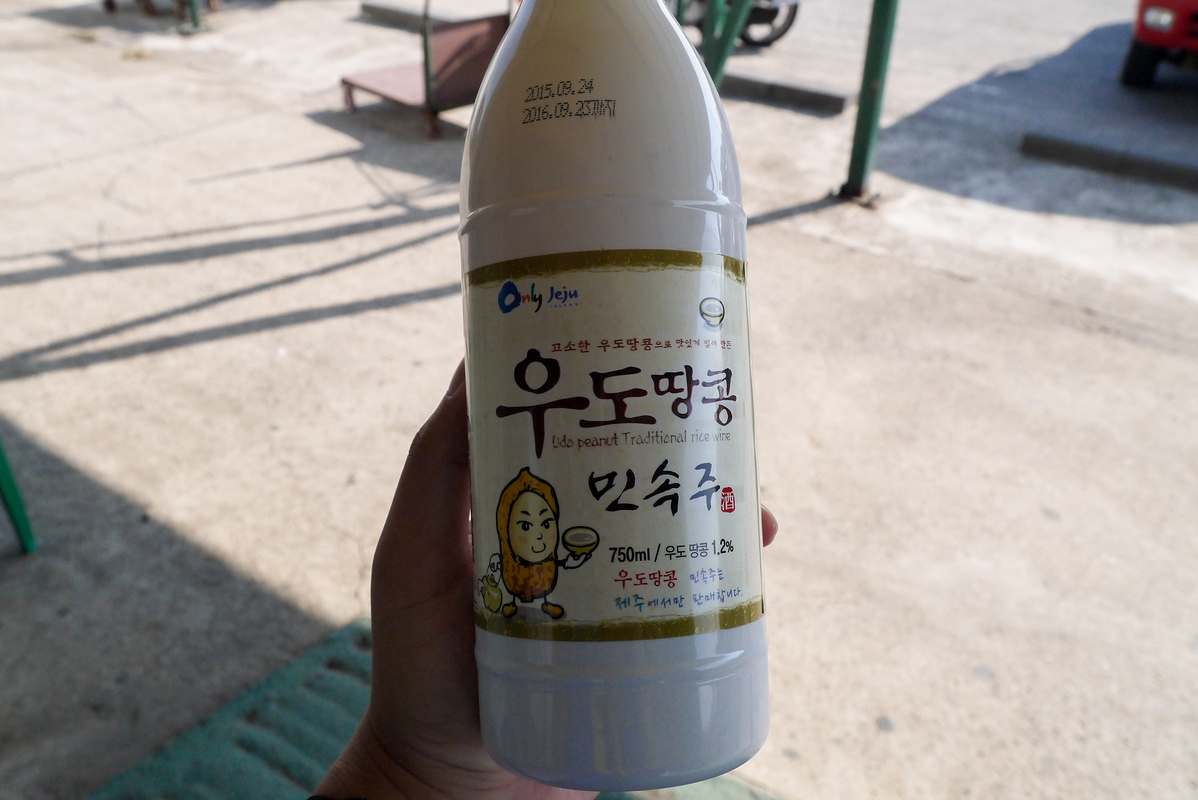 2015.09.24
2016.09.23까지
Only Jeju
ISLAND
고소한 우도땅콩으로 맛있게 빚어 만든
우도땅콩
Udo peanut Traditional rice wine
민속주
酒
750ml / 우도 땅콩 1.2%
우도땅콩 민속주는
제주에서만 판매합니다.